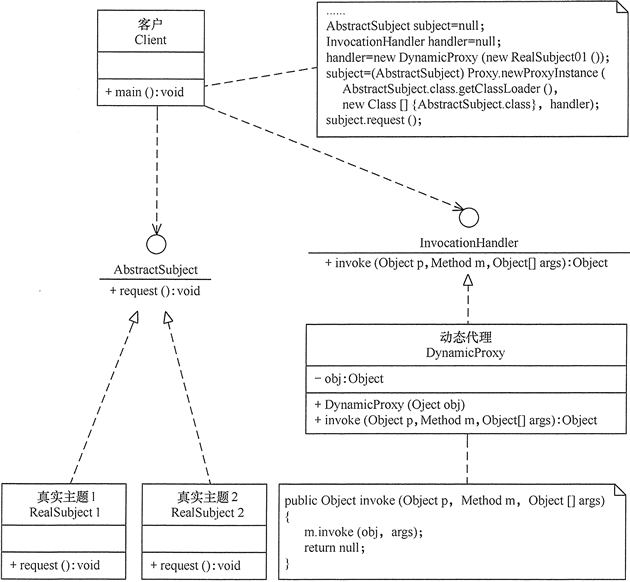 客户
Client
+ main ( ) : void
......
AbstractSubject subject=null;
InvocationHandler handler=null;
handler=new DynamicProxy (new RealSubject01 ());
subject=(AbstractSubject) Proxy.newProxyInstance (
AbstractSubject.class.getClassLoader (),
new Class [] {AbstractSubject.class}, handler);
subject.request ();
AbstractSubject
+ request ( ) : void
InvocationHandler
+ invoke (Object p, Method m, Object[] args) : Object
动态代理
DynamicProxy
− obj : Object
+ DynamicProxy (Oject obj)
+ invoke (Object p, Method m, Object[] args) : Object
真实主题 1
RealSubject 1
+ request ( ) : void
真实主题 2
RealSubject 2
+ request ( ) : void
public Object invoke (Object p, Method m, Object [] args)
{
m.invoke (obj, args);
return null;
}